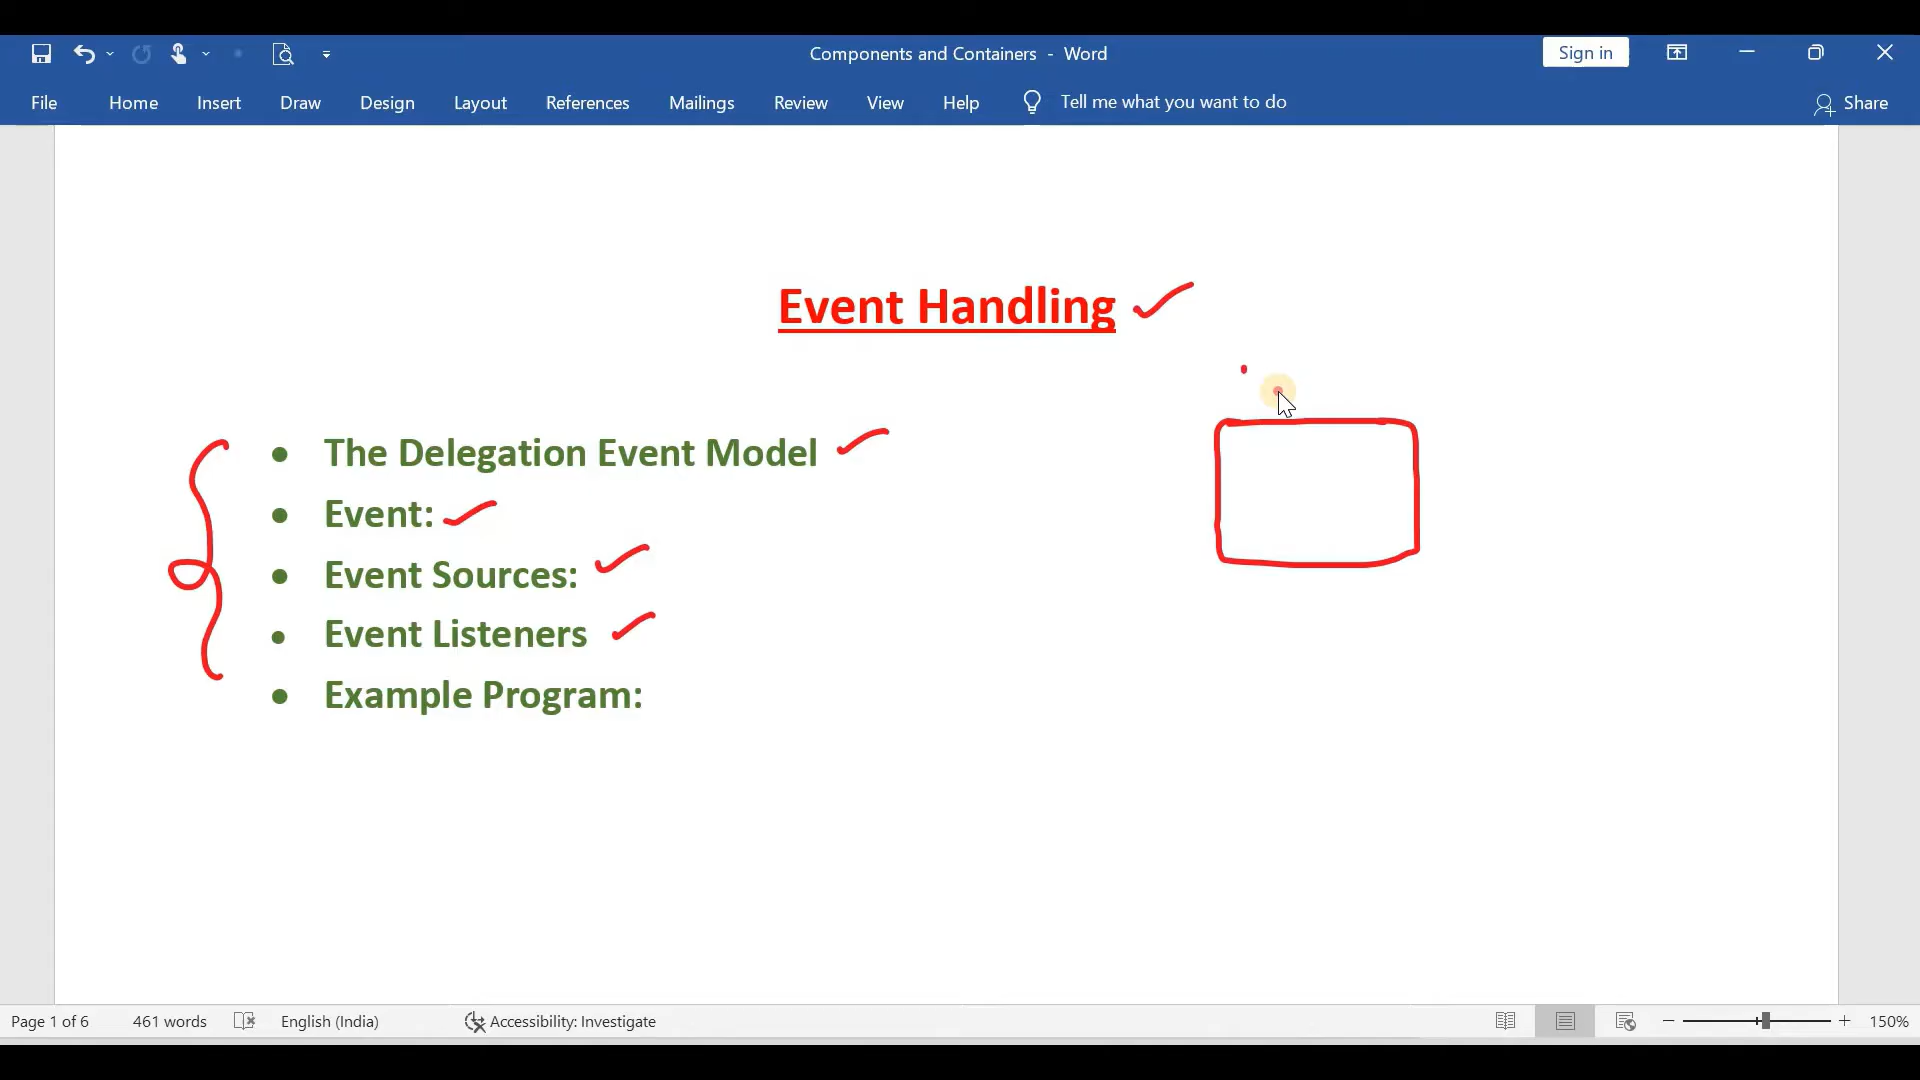 Components and Containers - Word
Sign in
File Home Insert Draw Design Layout References Mailings Review View Help Tell me what you want to do Share
Event Handling
• The Delegation Event Model
• Event:
• Event Sources:
• Event Listeners
• Example Program:
Page 1 of 6 461 words English (India) Accessibility: Investigate 150%